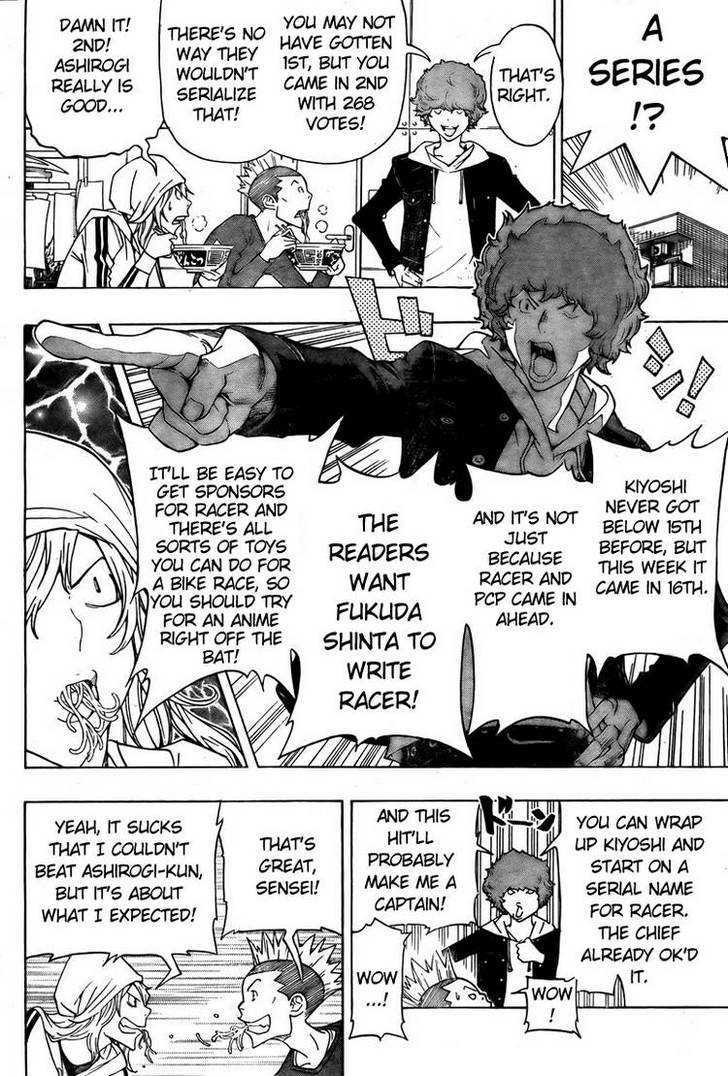 A
SERIES
!?
THAT'S
RIGHT.
YOU MAY NOT
HAVE GOTTEN
1ST, BUT YOU
CAME IN 2ND
WITH 268
VOTES!
THERE'S NO
WAY THEY
WOULDN'T
SERIALIZE
THAT!
DAMN IT!
2ND!
ASHIROGI
REALLY IS
GOOD...
ド
KIYOSHI
NEVER GOT
BELOW 15TH
BEFORE, BUT
THIS WEEK IT
CAME IN 16TH.
AND IT'S NOT
JUST
BECAUSE
RACER AND
PCP CAME IN
AHEAD.
THE
READERS
WANT
FUKUDA
SHINTA TO
WRITE
RACER!
IT'LL BE EASY TO
GET SPONSORS
FOR RACER AND
THERE'S ALL
SORTS OF TOYS
YOU CAN DO FOR
A BIKE RACE, SO
YOU SHOULD TRY
FOR AN ANIME
RIGHT OFF THE
BAT!
YOU CAN WRAP
UP KIYOSHI AND
START ON A
SERIAL NAME
FOR RACER.
THE CHIEF
ALREADY OK'D
IT.
ドーン
AND THIS
HIT'LL
PROBABLY
MAKE ME A
CAPTAIN!
WOW
!
WOW
...!
THAT'S
GREAT,
SENSEI!
YEAH, IT SUCKS
THAT I COULDN'T
BEAT ASHIROGI-KUN,
BUT IT'S ABOUT
WHAT I EXPECTED!